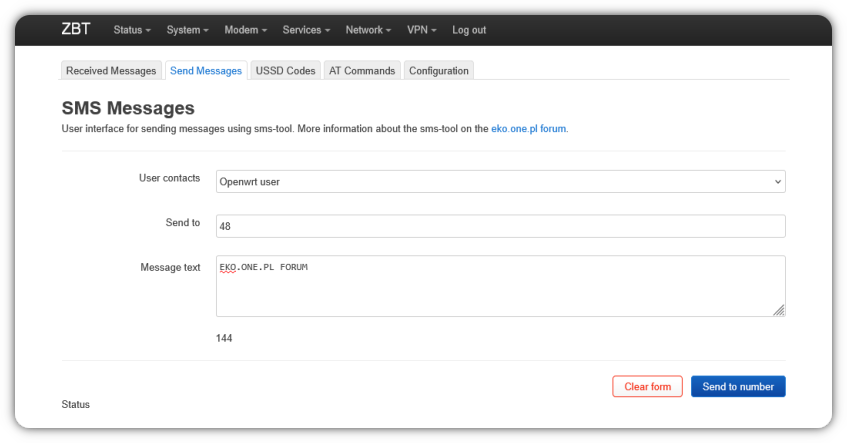 ZBT Status System Modem Services Network VPN Log out
Received Messages Send Messages USSD Codes AT Commands Configuration
SMS Messages
User interface for sending messages using sms-tool. More information about the sms-tool on the eko.one.pl forum.
User contacts Openwrt user
Send to 48
Message text EKO.ONE.PL FORUM
144
Clear form Send to number
Status